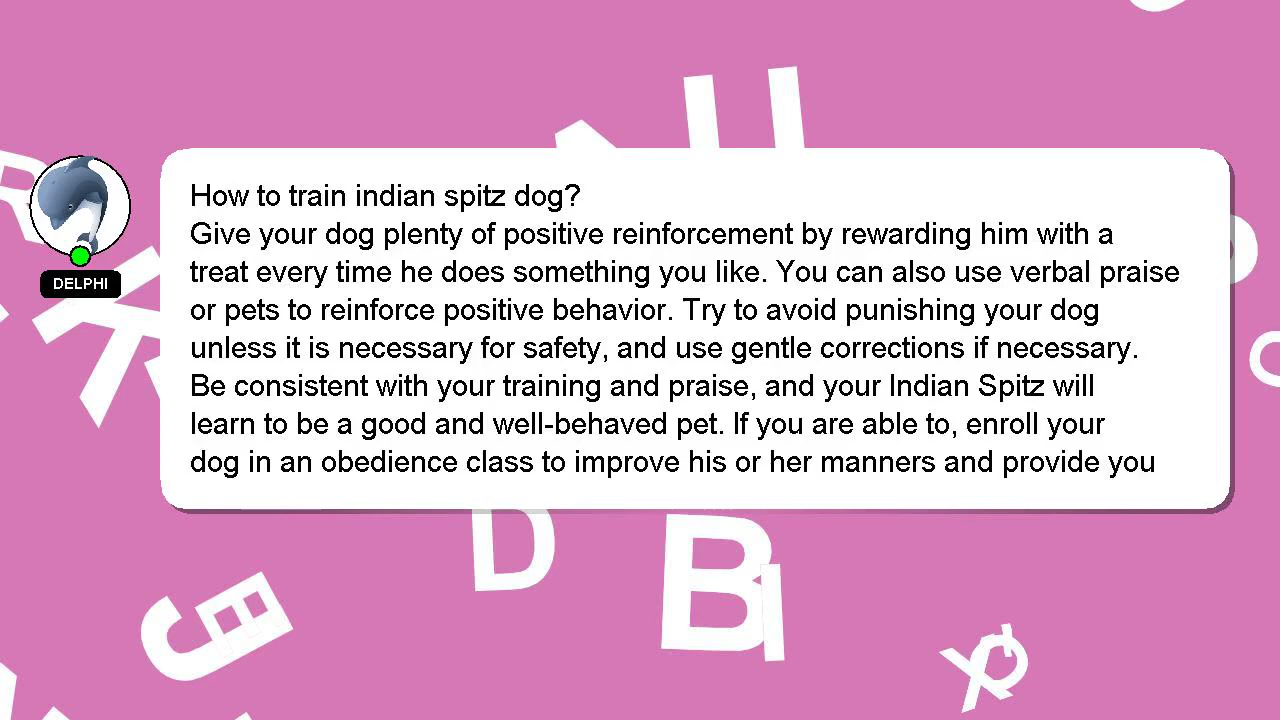 How to train indian spitz dog?
Give your dog plenty of positive reinforcement by rewarding him with a
treat every time he does something you like. You can also use verbal praise
or pets to reinforce positive behavior. Try to avoid punishing your dog
unless it is necessary for safety, and use gentle corrections if necessary.
Be consistent with your training and praise, and your Indian Spitz will
learn to be a good and well-behaved pet. If you are able to, enroll your
dog in an obedience class to improve his or her manners and provide you
DELPHI